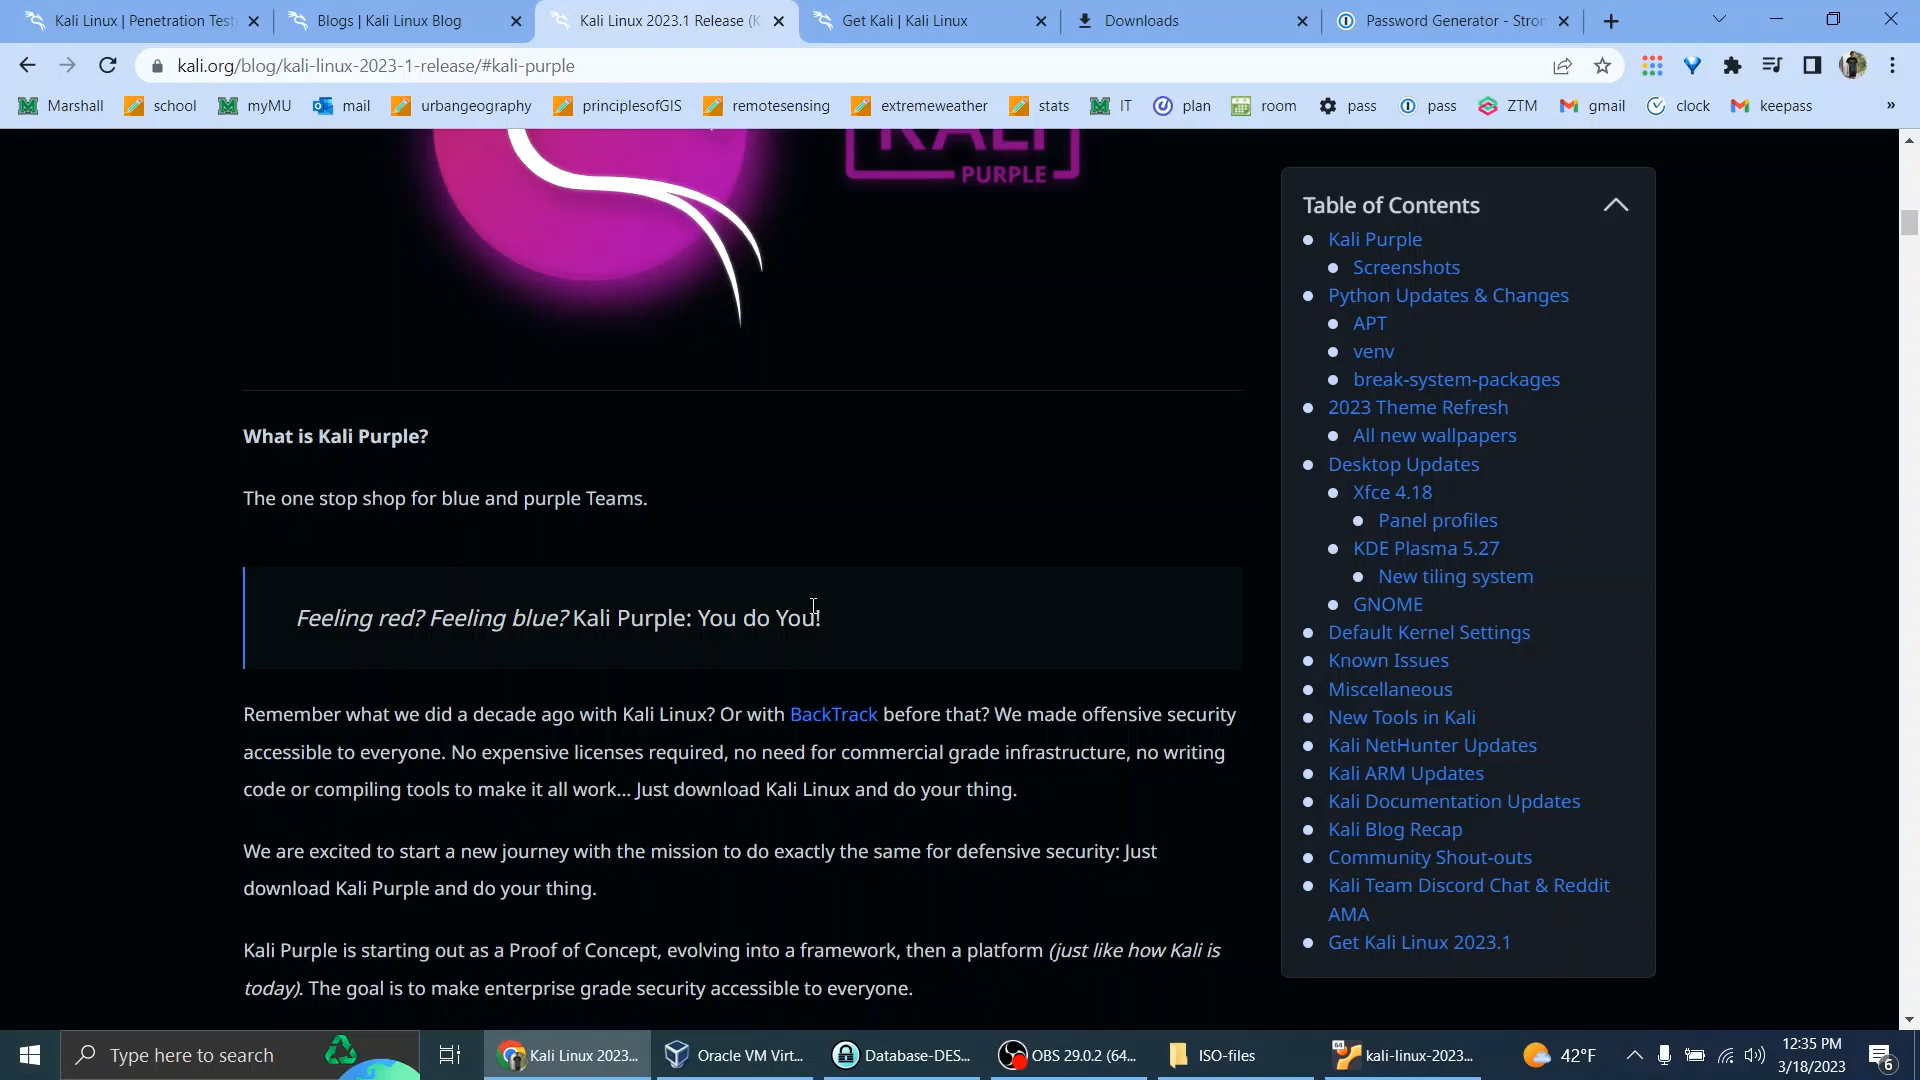 Kali Linux | Penetration Test
Blogs | Kali Linux Blog
Kali Linux 2023.1 Release (K
Get Kali | Kali Linux
Downloads
Password Generator - Stron
kali.org/blog/kali-linux-2023-1-release/#kali-purple
Marshall
school
myMU
mail
urbangeography
principlesofGIS
remotesensing
extremeweather
stats
IT
plan
room
pass
pass
ZTM
gmail
clock
keepass
KALI
PURPLE
What is Kali Purple?
The one stop shop for blue and purple Teams.
Feeling red? Feeling blue? Kali Purple: You do You!
Remember what we did a decade ago with Kali Linux? Or with BackTrack before that? We made offensive security
accessible to everyone. No expensive licenses required, no need for commercial grade infrastructure, no writing
code or compiling tools to make it all work... Just download Kali Linux and do your thing.
We are excited to start a new journey with the mission to do exactly the same for defensive security: Just
download Kali Purple and do your thing.
Kali Purple is starting out as a Proof of Concept, evolving into a framework, then a platform (just like how Kali is
today). The goal is to make enterprise grade security accessible to everyone.
Table of Contents
Kali Purple
Screenshots
Python Updates & Changes
APT
venv
break-system-packages
2023 Theme Refresh
All new wallpapers
Desktop Updates
Xfce 4.18
Panel profiles
KDE Plasma 5.27
New tiling system
GNOME
Default Kernel Settings
Known Issues
Miscellaneous
New Tools in Kali
Kali NetHunter Updates
Kali ARM Updates
Kali Documentation Updates
Kali Blog Recap
Community Shout-outs
Kali Team Discord Chat & Reddit
AMA
Get Kali Linux 2023.1
Type here to search
Kali Linux 2023...
Oracle VM Virt...
Database-DES...
OBS 29.0.2 (64...
ISO-files
64
kali-linux-2023...
42°F
12:35 PM
3/18/2023
6